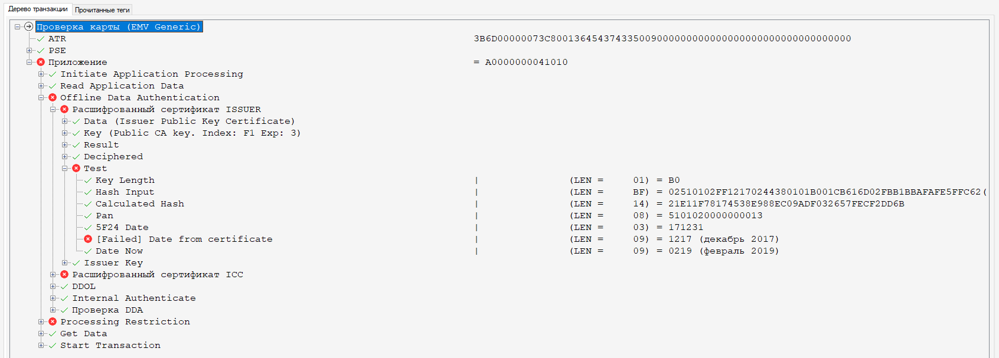 Дерево транзакции Прочитанные теги
Проверка карты (EMV Generic)
ATR 3B6D00000073C80013645437433500900000000000000000000000000000000000
PSE
Приложение = A0000000041010
Initiate Application Processing
Read Application Data
Offline Data Authentication
Расшифрованный сертификат ISSUER
Data (Issuer Public Key Certificate)
Key (Public CA key. Index: F1 Exp: 3)
Result
Deciphered
Test
Key Length | (LEN = 01) = B0
Hash Input | (LEN = BF) = 02510102FF12170244380101B001CB616D02FBB1BBAFAFE5FFC62(
Calculated Hash | (LEN = 14) = 21E11F78174538E988EC09ADF032657FECF2DD6B
Pan | (LEN = 08) = 5101020000000013
5F24 Date | (LEN = 03) = 171231
[Failed] Date from certificate | (LEN = 09) = 1217 (декабрь 2017)
Date Now | (LEN = 09) = 0219 (февраль 2019)
Issuer Key
Расшифрованный сертификат ICC
DDOL
Internal Authenticate
Проверка DDA
Processing Restriction
Get Data
Start Transaction